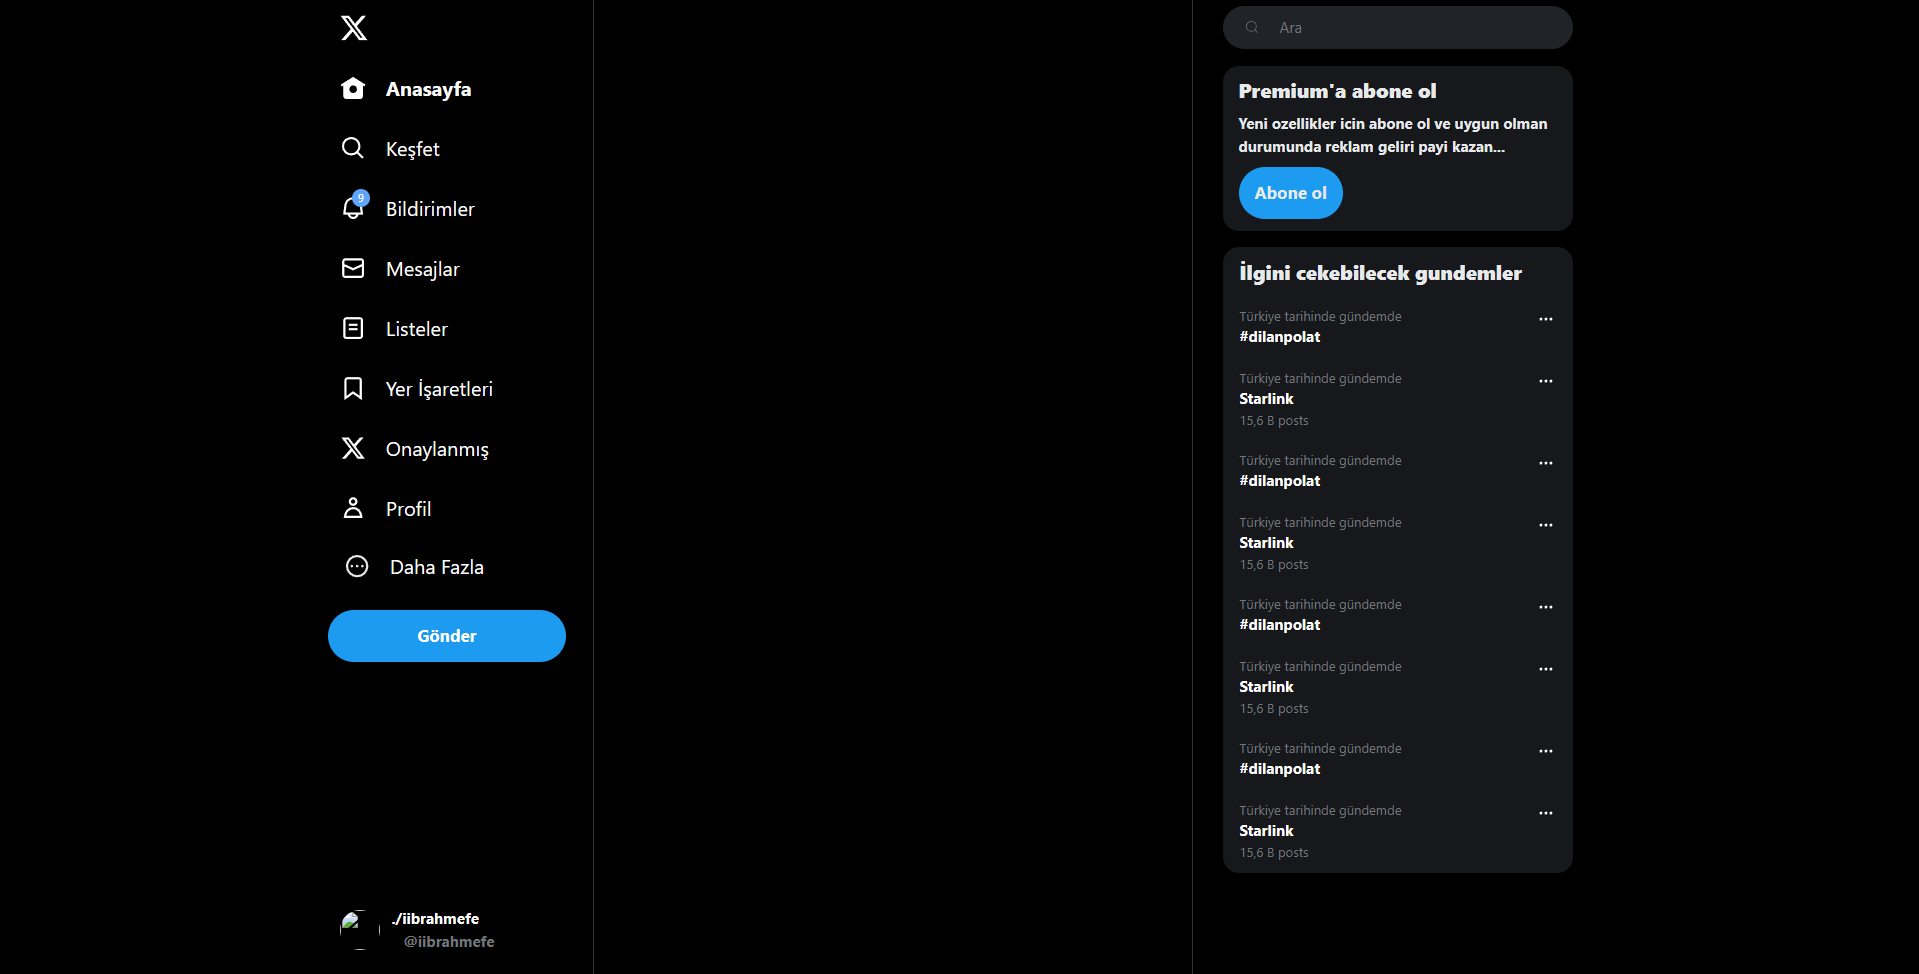 Anasayfa
Keşfet
9
Bildirimler
Mesajlar
Listeler
Yer İşaretleri
Onaylanmış
Profil
Daha Fazla
Gönder
./iibrahmefe
@iibrahmefe
Ara
Premium'a abone ol
Yeni ozellikler icin abone ol ve uygun olman
durumunda reklam geliri payi kazan...
Abone ol
İlgini cekebilecek gundemler
Türkiye tarihinde gündemde
#dilanpolat
Türkiye tarihinde gündemde
Starlink
15,6 B posts
Türkiye tarihinde gündemde
#dilanpolat
Türkiye tarihinde gündemde
Starlink
15,6 B posts
Türkiye tarihinde gündemde
#dilanpolat
Türkiye tarihinde gündemde
Starlink
15,6 B posts
Türkiye tarihinde gündemde
#dilanpolat
Türkiye tarihinde gündemde
Starlink
15,6 B posts